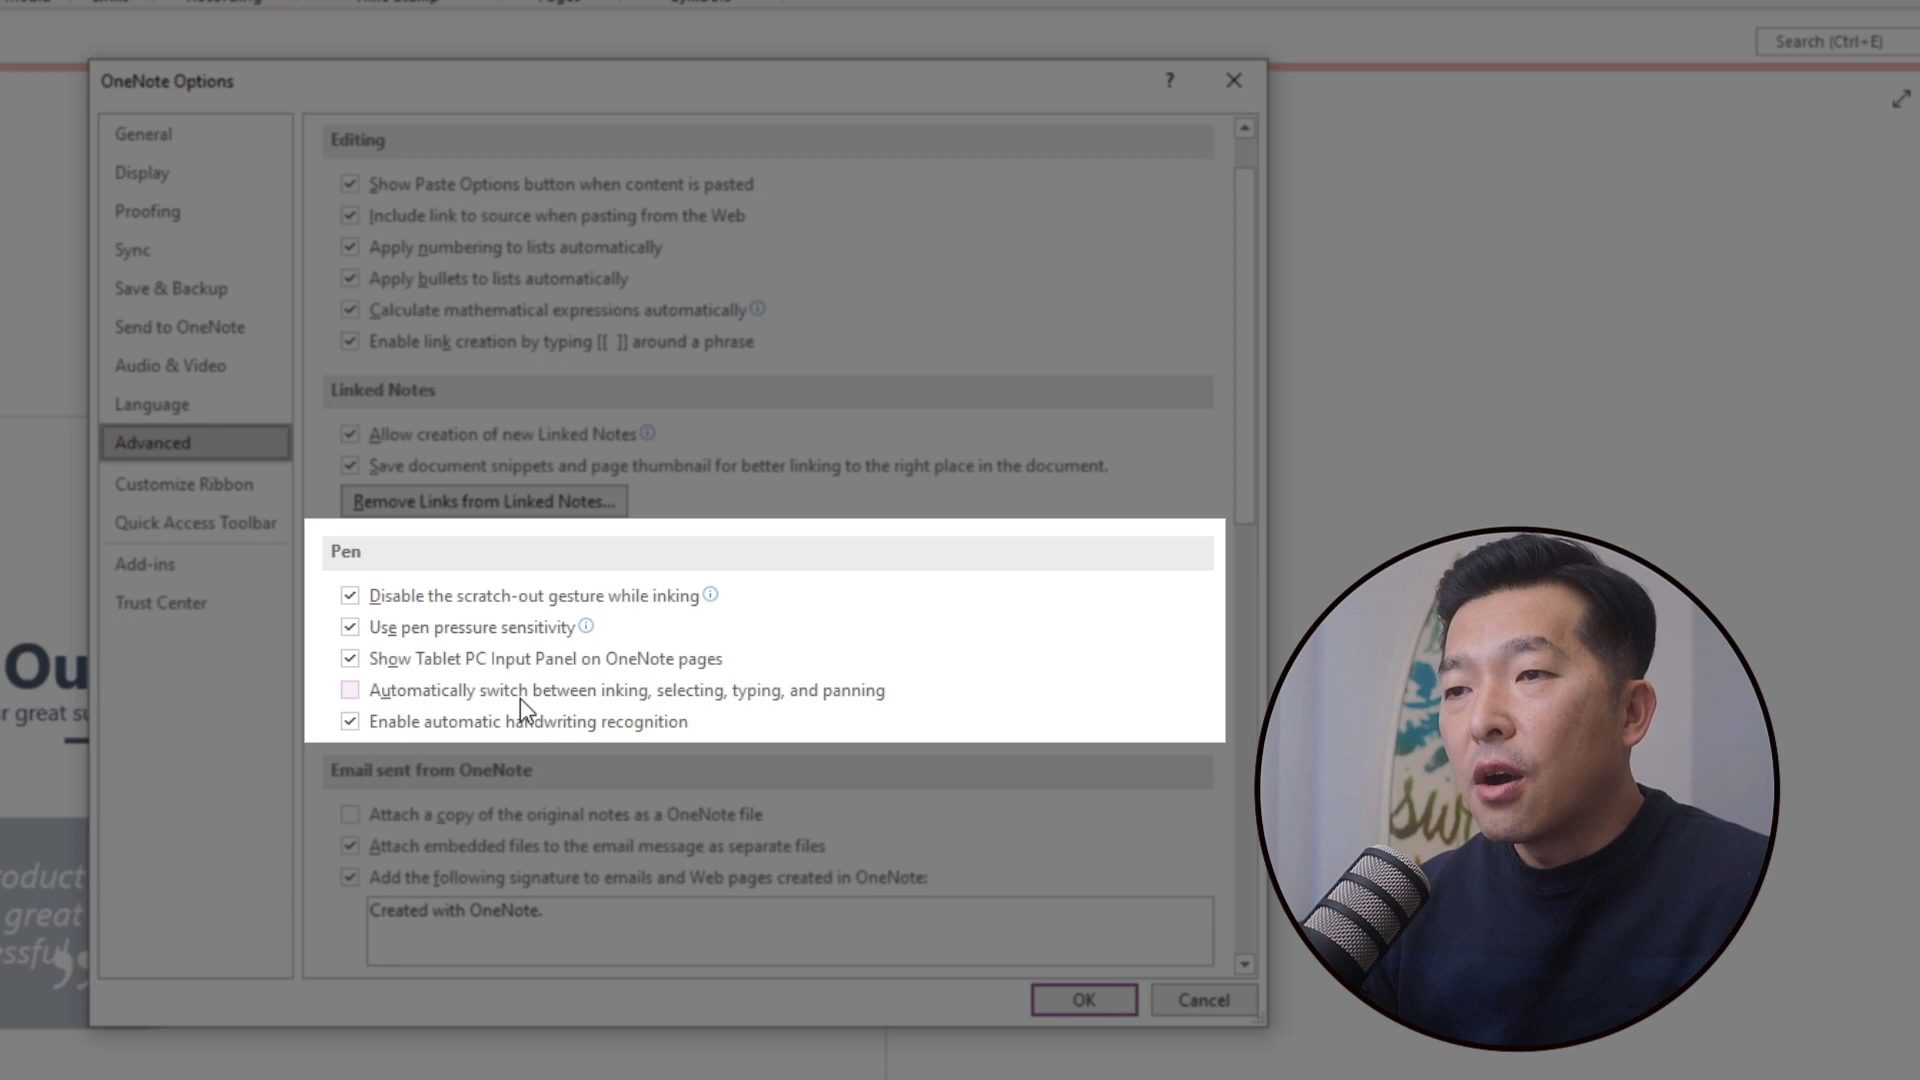 Search (Ctrl+E)
OneNote Options
?
General
Display
Proofing
Sync
Save & Backup
Send to OneNote
Audio & Video
Language
Advanced
Customize Ribbon
Quick Access Toolbar
Add-ins
Trust Center
Editing
Show Paste Options button when content is pasted
Include link to source when pasting from the Web
Apply numbering to lists automatically
Apply bullets to lists automatically
Calculate mathematical expressions automatically
Enable link creation by typing [[ ]] around a phrase
Linked Notes
Allow creation of new Linked Notes
Save document snippets and page thumbnail for better linking to the right place in the document.
Remove Links from Linked Notes...
Pen
Disable the scratch-out gesture while inking
Use pen pressure sensitivity
Show Tablet PC Input Panel on OneNote pages
Automatically switch between inking, selecting, typing, and panning
Enable automatic handwriting recognition
Email sent from OneNote
Attach a copy of the original notes as a OneNote file
Attach embedded files to the email message as separate files
Add the following signature to emails and Web pages created in OneNote:
Created with OneNote.
OK
Cancel
Ou
r great su
oduct
great
essful